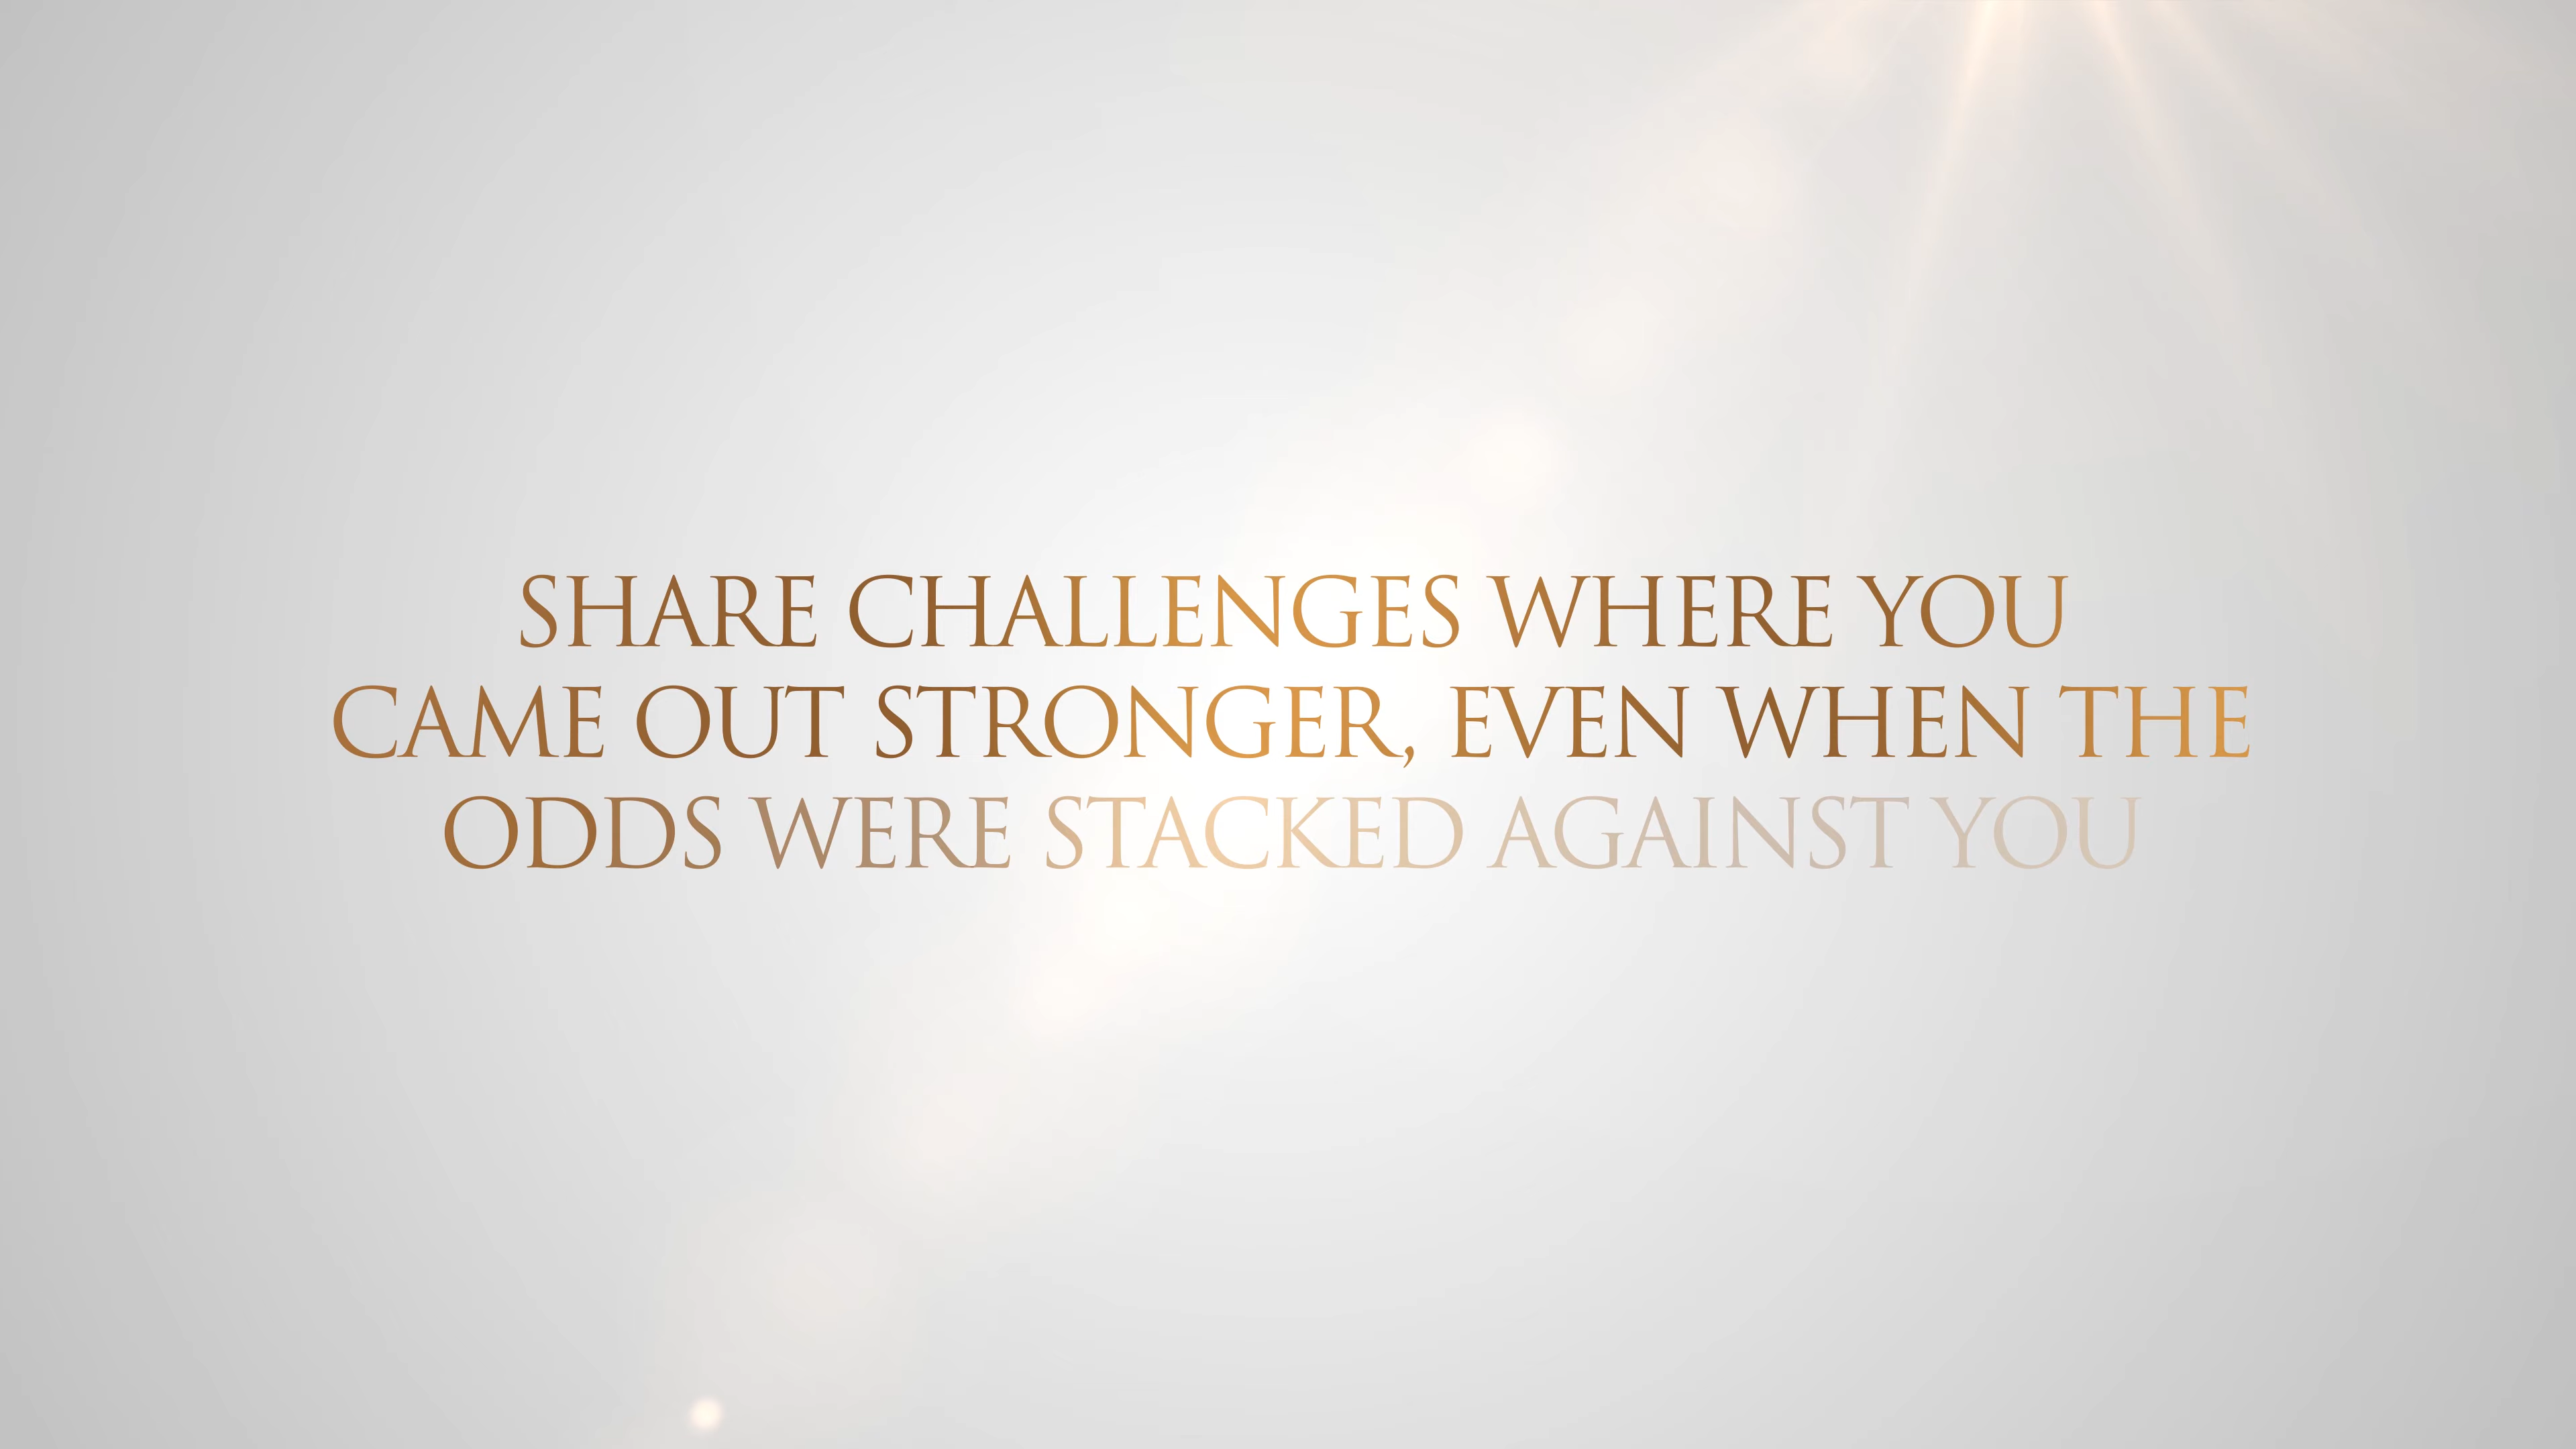 SHARE CHALLENGES WHERE YOU
CAME OUT STRONGER, EVEN WHEN THE
ODDS WERE STACKED AGAINST YOU